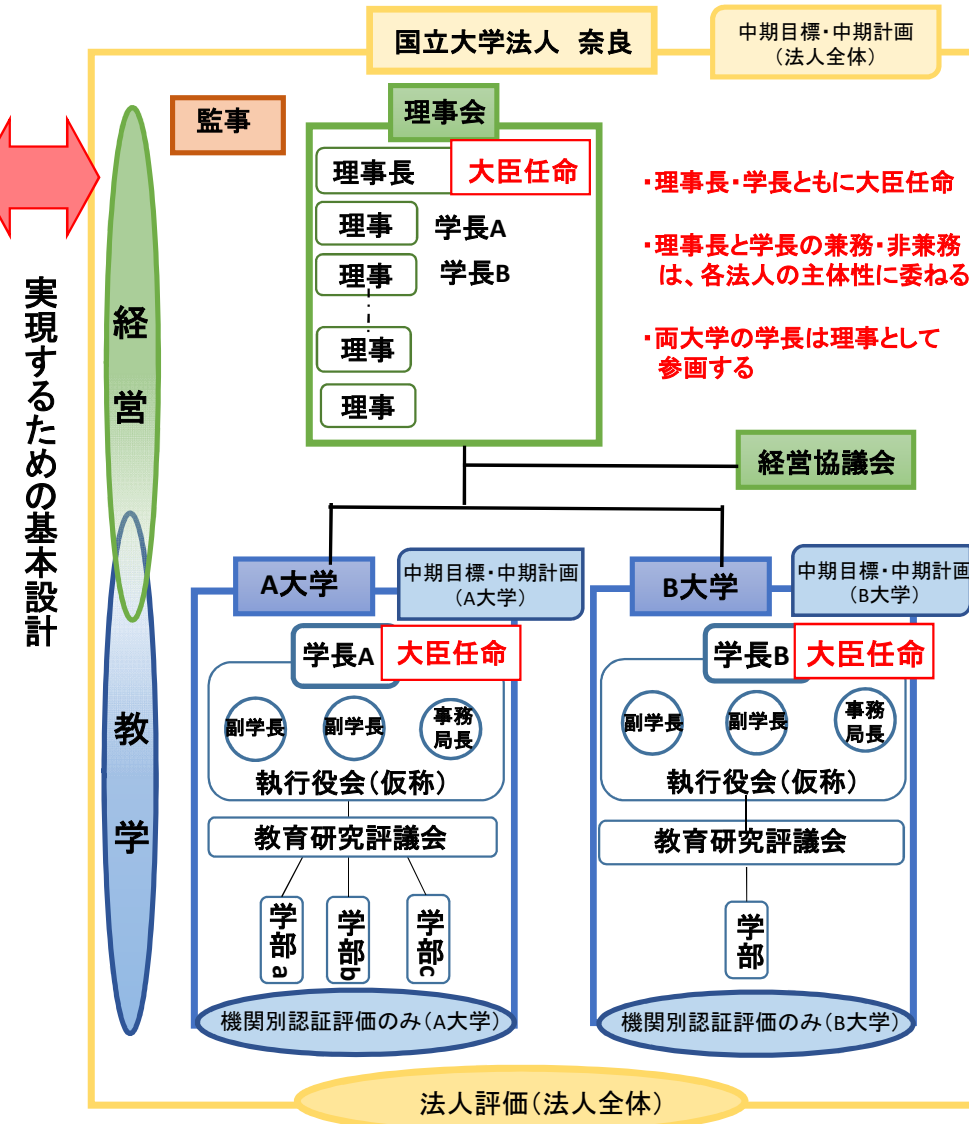 国立大学法人 奈良
中期目標・中期計画
(法人全体)
監事
理事会
理事長
大臣任命
理事
学長A
理事
学長B
理事
理事
・理事長・学長ともに大臣任命
・理事長と学長の兼務・非兼務
は、各法人の主体性に委ねる
・両大学の学長は理事として
参画する
実現するための基本設計
経営
教学
経営協議会
A大学
中期目標・中期計画
(A大学)
学長A
大臣任命
副学長
副学長
事務
局長
執行役会(仮称)
教育研究評議会
学部a
学部b
学部c
機関別認証評価のみ(A大学)
B大学
中期目標・中期計画
(B大学)
学長B
大臣任命
副学長
副学長
事務
局長
執行役会(仮称)
教育研究評議会
学部
機関別認証評価のみ(B大学)
法人評価(法人全体)